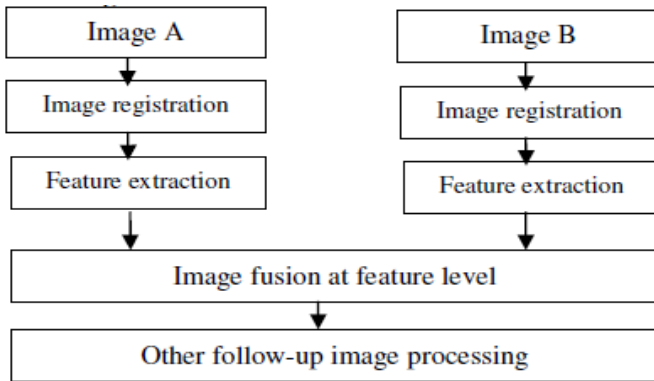 Image A
Image B
Image registration
Image registration
Feature extraction
Feature extraction
Image fusion at feature level
Other follow-up image processing